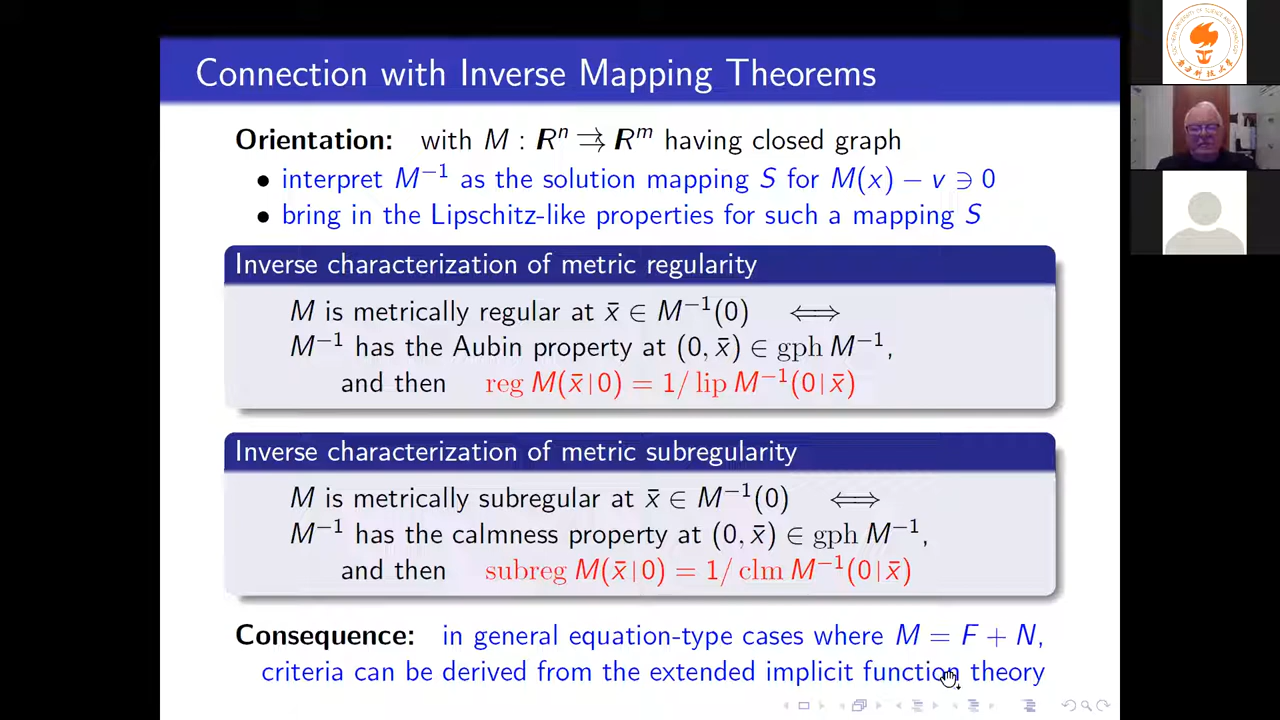 Connection with Inverse Mapping Theorems
Orientation: with M : Rⁿ ⇉ Rᵐ having closed graph
• interpret M⁻¹ as the solution mapping S for M(x) − v ∋ 0
• bring in the Lipschitz-like properties for such a mapping S
Inverse characterization of metric regularity
M is metrically regular at x̄ ∈ M⁻¹(0) ⟺
M⁻¹ has the Aubin property at (0, x̄) ∈ gph M⁻¹,
and then reg M(x̄ | 0) = 1/ lip M⁻¹(0 | x̄)
Inverse characterization of metric subregularity
M is metrically subregular at x̄ ∈ M⁻¹(0) ⟺
M⁻¹ has the calmness property at (0, x̄) ∈ gph M⁻¹,
and then subreg M(x̄ | 0) = 1/ clm M⁻¹(0 | x̄)
Consequence: in general equation-type cases where M = F + N,
criteria can be derived from the extended implicit function theory